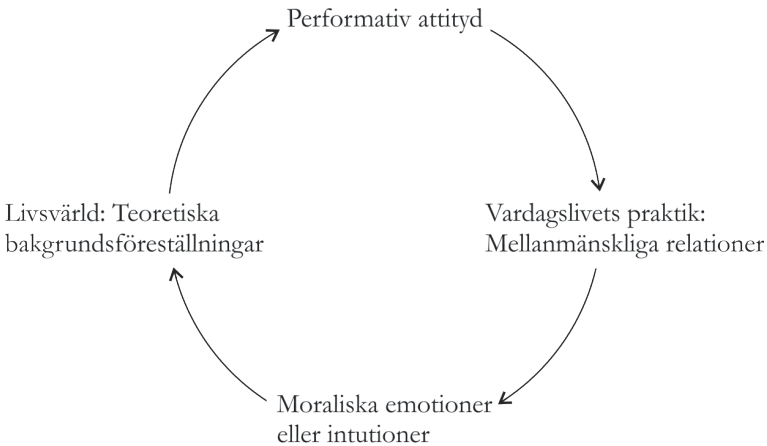 Performativ attityd
Livsvärld: Teoretiska
bakgrundsföreställningar
Vardagslivets praktik:
Mellanmänskliga relationer
Moraliska emotioner
eller intutioner